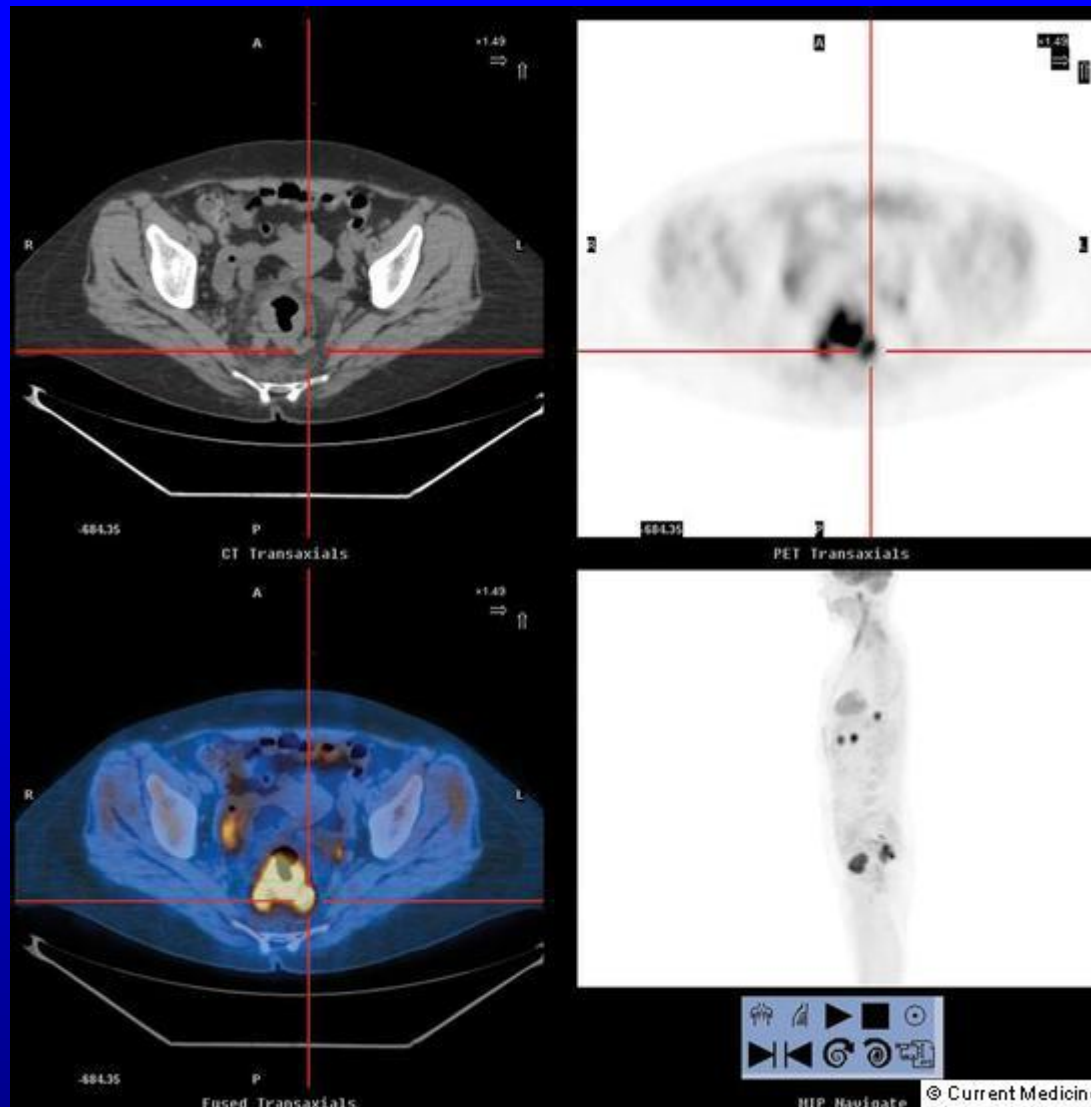 A
×1.49
R
L
-684.35
P
CT Transaxials
A
×1.49
R
L
-684.35
P
PET Transaxials
A
×1.49
R
L
-684.35
P
Fused Transaxials
MIP Navigate
© Current Medicine